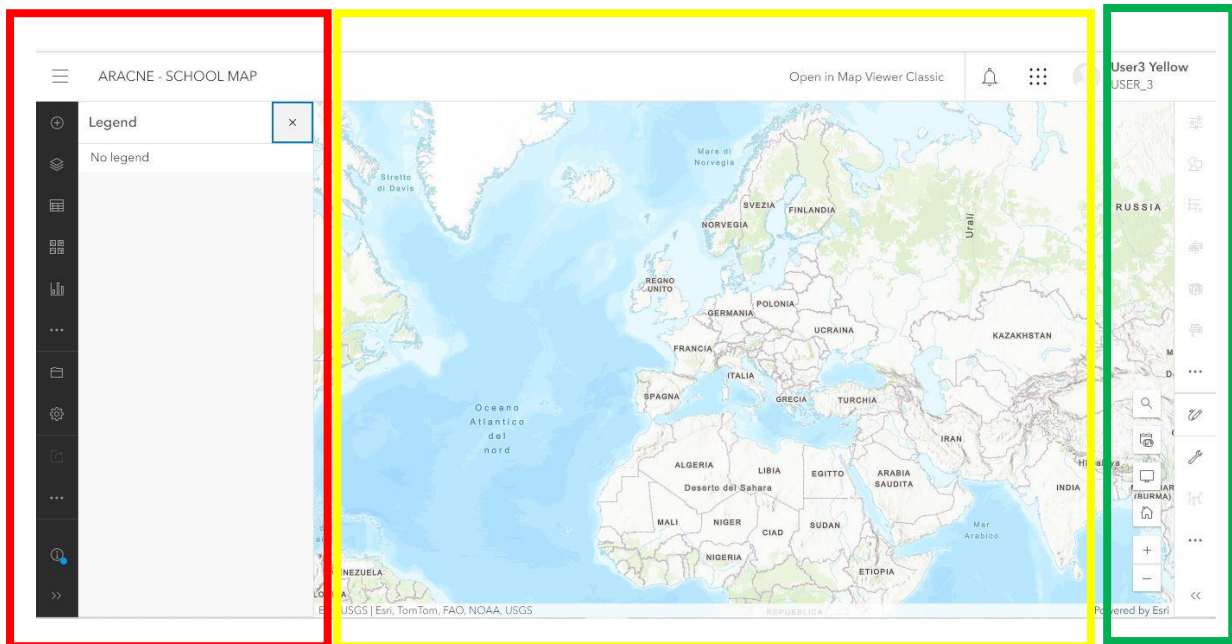 ARACNE - SCHOOL MAP
Open in Map Viewer Classic
User3 Yellow
USER_3
Legend
No legend
Mare di
Norvegia
Stretto
di Davis
SVEZIA
FINLANDIA
NORVEGIA
Urali
RUSSIA
REGNO
UNITO
POLONIA
GERMANIA
UCRAINA
KAZAKHSTAN
FRANCIA
ITALIA
SPAGNA
GRECIA
TURCHIA
Oceano
Atlantico
del
nord
IRAN
ALGERIA
LIBIA
EGITTO
ARABIA
SAUDITA
Deserto del Sahara
INDIA
(BURMA)
MALI
NIGER
CIAD
SUDAN
Mar
Arabico
NIGERIA
ETIOPIA
USGS | Esri, TomTom, FAO, NOAA, USGS
REPUBBLICA
Powered by Esri